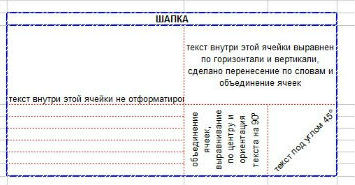 ШАПКА
текст внутри этой ячейки выравнен
по горизонтали и вертикали,
сделано перенесение по словам и
объединение ячеек
текст внутри этой ячейки не отформатиро
объединение
ячеек,
выравнивание
по центру и
ориентация
текста на 90°
текст под углом 45°